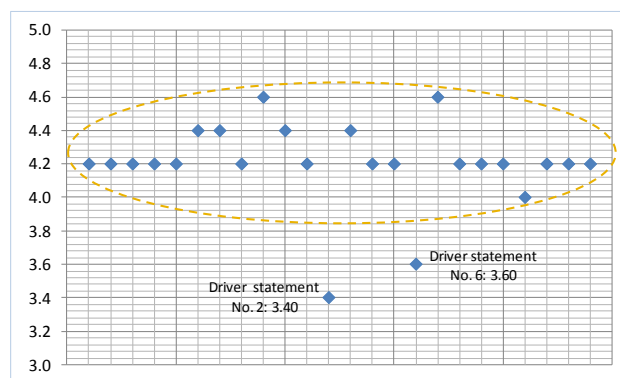 5.0
4.8
4.6
4.4
4.2
4.0
3.8
3.6
3.4
3.2
3.0
Driver statement
No. 6: 3.60
Driver statement
No. 2: 3.40